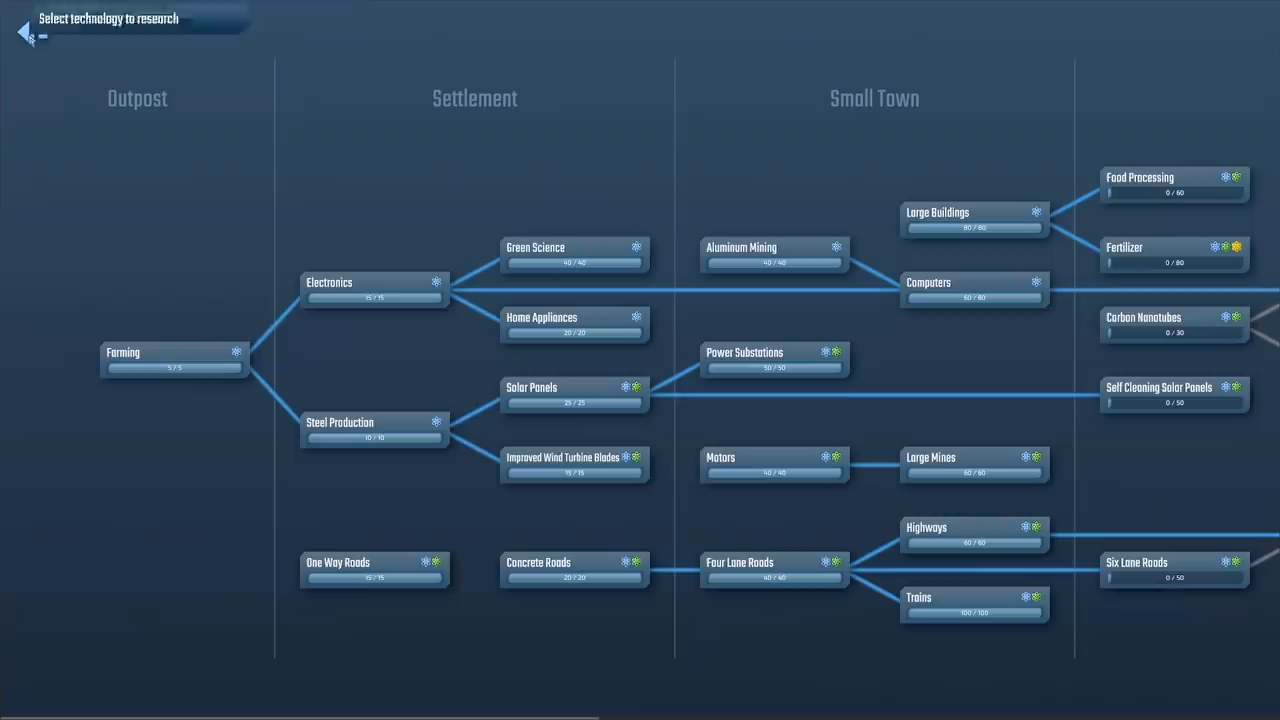 Select technology to research
Outpost
Settlement
Small Town
Farming
5 / 5
Electronics
15 / 15
Steel Production
10 / 10
One Way Roads
15 / 15
Green Science
40 / 40
Home Appliances
20 / 20
Solar Panels
25 / 25
Improved Wind Turbine Blades
15 / 15
Concrete Roads
20 / 20
Aluminum Mining
40 / 40
Power Substations
50 / 50
Motors
40 / 40
Four Lane Roads
40 / 40
Large Buildings
80 / 80
Computers
60 / 60
Large Mines
60 / 60
Highways
60 / 60
Trains
100 / 100
Food Processing
0 / 60
Fertilizer
0 / 80
Carbon Nanotubes
0 / 30
Self Cleaning Solar Panels
0 / 50
Six Lane Roads
0 / 50